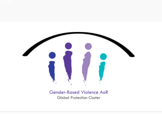 Gender-Based Violence AoR
Global Protection Cluster